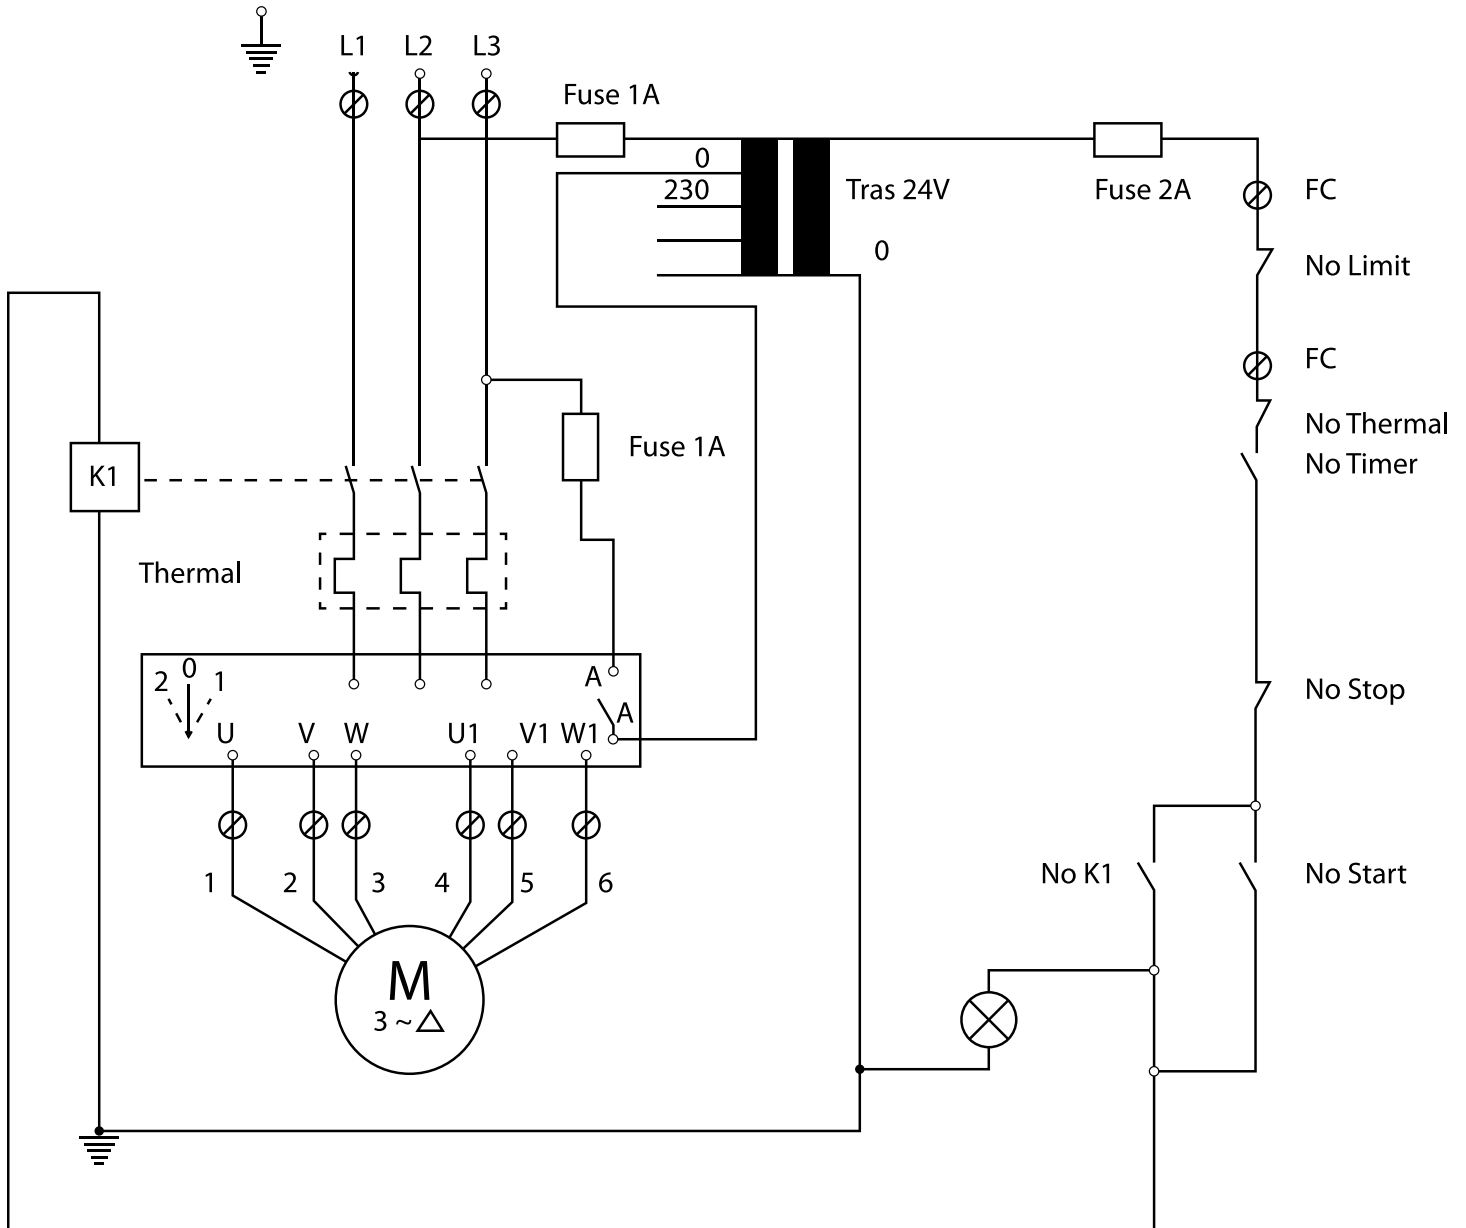 L1 L2 L3
Fuse 1A
0
230
Tras 24V
0
Fuse 2A
FC
No Limit
FC
No Thermal
No Timer
K1
Fuse 1A
Thermal
2 0 1
A
A
U V W U1 V1 W1
No Stop
1 2 3 4 5 6
No K1
No Start
M
3 ~ △